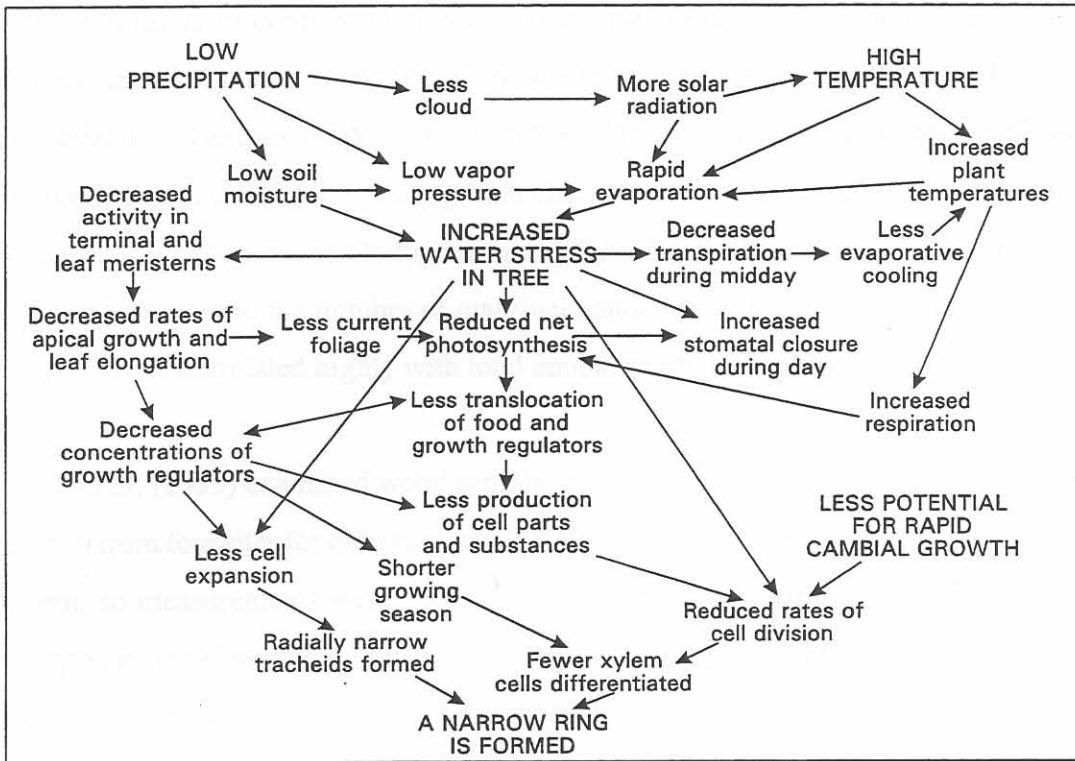 LOW
PRECIPITATION
Less
cloud
More solar
radiation
HIGH
TEMPERATURE
Low soil
moisture
Low vapor
pressure
Rapid
evaporation
Increased
plant
temperatures
Decreased
activity in
terminal and
leaf meristerns
INCREASED
WATER STRESS
IN TREE
Decreased
transpiration
during midday
Less
evaporative
cooling
Decreased rates of
apical growth and
leaf elongation
Less current
foliage
Reduced net
photosynthesis
Increased
stomatal closure
during day
Less translocation
of food and
growth regulators
Increased
respiration
Decreased
concentrations of
growth regulators
Less production
of cell parts
and substances
LESS POTENTIAL
FOR RAPID
CAMBIAL GROWTH
Less cell
expansion
Shorter
growing
season
Reduced rates of
cell division
Radially narrow
tracheids formed
Fewer xylem
cells differentiated
A NARROW RING
IS FORMED